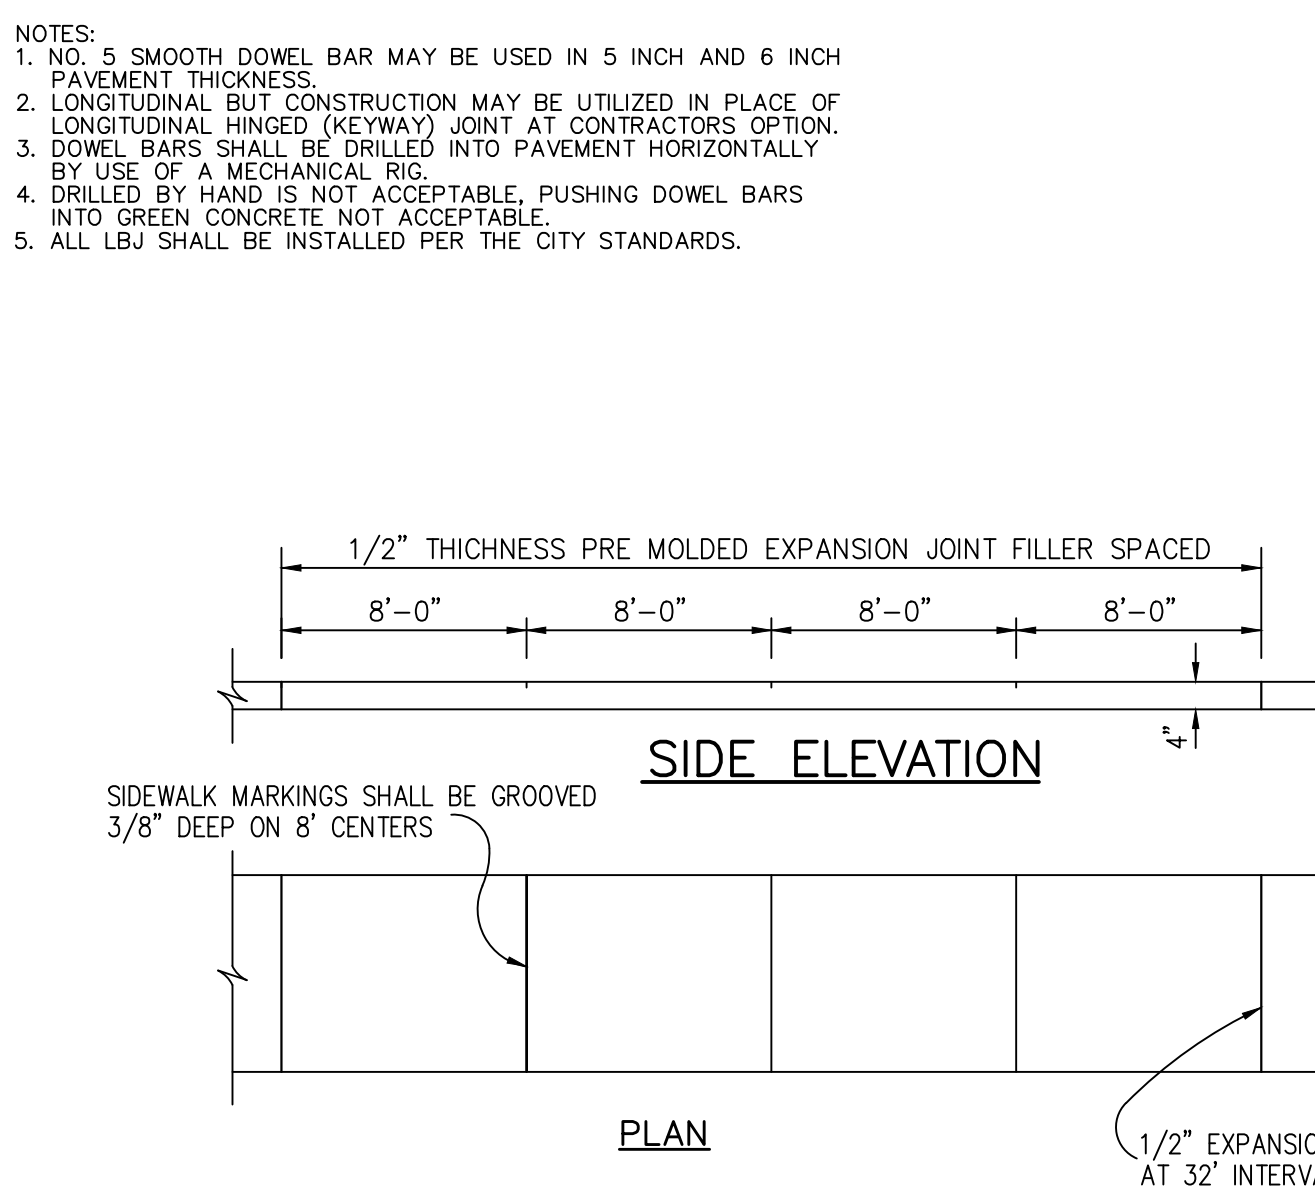 NOTES:
1. NO. 5 SMOOTH DOWEL BAR MAY BE USED IN 5 INCH AND 6 INCH
PAVEMENT THICKNESS.
2. LONGITUDINAL BUT CONSTRUCTION MAY BE UTILIZED IN PLACE OF
LONGITUDINAL HINGED (KEYWAY) JOINT AT CONTRACTORS OPTION.
3. DOWEL BARS SHALL BE DRILLED INTO PAVEMENT HORIZONTALLY
BY USE OF A MECHANICAL RIG.
4. DRILLED BY HAND IS NOT ACCEPTABLE, PUSHING DOWEL BARS
INTO GREEN CONCRETE NOT ACCEPTABLE.
5. ALL LBJ SHALL BE INSTALLED PER THE CITY STANDARDS.
1/2" THICHNESS PRE MOLDED EXPANSION JOINT FILLER SPACED
8'-0" 8'-0" 8'-0" 8'-0"
4"
SIDE ELEVATION
SIDEWALK MARKINGS SHALL BE GROOVED
3/8" DEEP ON 8' CENTERS
PLAN
1/2"
AT 32'